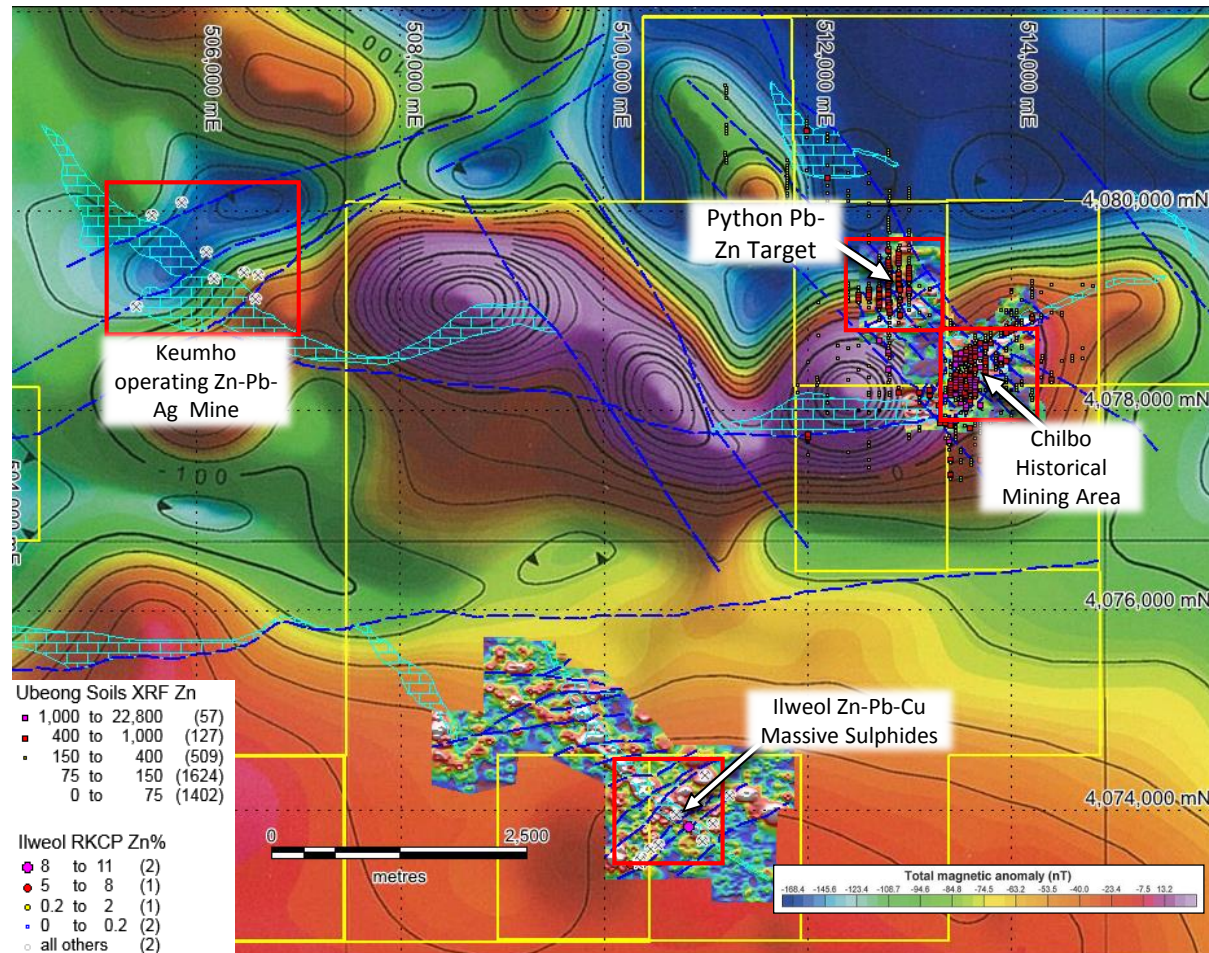 506,000 mE
508,000 mE
510,000 mE
512,000 mE
514,000 mE
-100
Python Pb-
Zn Target
4,080,000 mN
Keumho
operating Zn-Pb-
Ag Mine
4,078,000 mN
Chilbo
Historical
Mining Area
-100
0
504,000 mE
4,076,000 mN
Ubeong Soils XRF Zn
1,000 to 22,800 (57)
400 to 1,000 (127)
150 to 400 (509)
75 to 150 (1624)
0 to 75 (1402)
Ilweol Zn-Pb-Cu
Massive Sulphides
4,074,000 mN
Ilweol RKCP Zn%
8 to 11 (2)
5 to 8 (1)
0.2 to 2 (1)
0 to 0.2 (2)
all others (2)
0 2,500
metres
Total magnetic anomaly (nT)
-168.4 -145.6 -123.4 -108.7 -94.6 -84.8 -74.5 -63.2 -53.5 -40.0 -23.4 -7.5 13.2